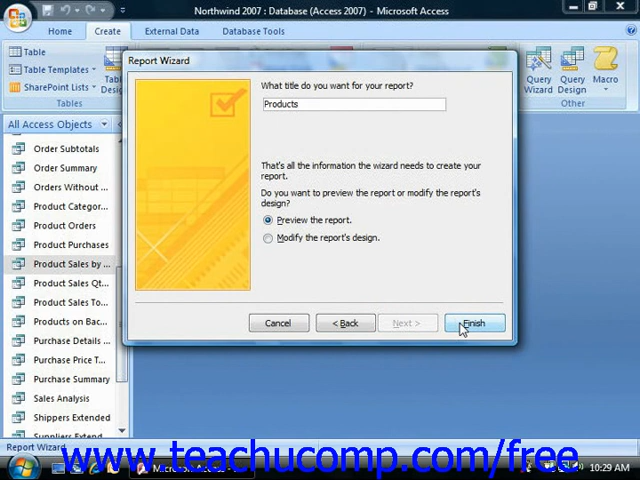 Northwind 2007 : Database (Access 2007) - Microsoft Access
Home Create External Data Database Tools
Table
Table Templates
SharePoint Lists
Table
Desig
Tables
Query
Wizard
Query
Design
Macro
Other
All Access Objects
Order Subtotals
Order Summary
Orders Without ...
Product Categor...
Product Orders
Product Purchases
Product Sales by ...
Product Sales Qt...
Product Sales To...
Products on Bac...
Purchase Details ...
Purchase Price T...
Purchase Summary
Sales Analysis
Shippers Extended
Suppliers Extend...
Report Wizard
What title do you want for your report?
Products
That's all the information the wizard needs to create your
report.
Do you want to preview the report or modify the report's
design?
Preview the report.
Modify the report's design.
Cancel
< Back
Next >
Finish
Report Wizard
www.teachucomp.com/free
Microsoft Access
10:29 AM